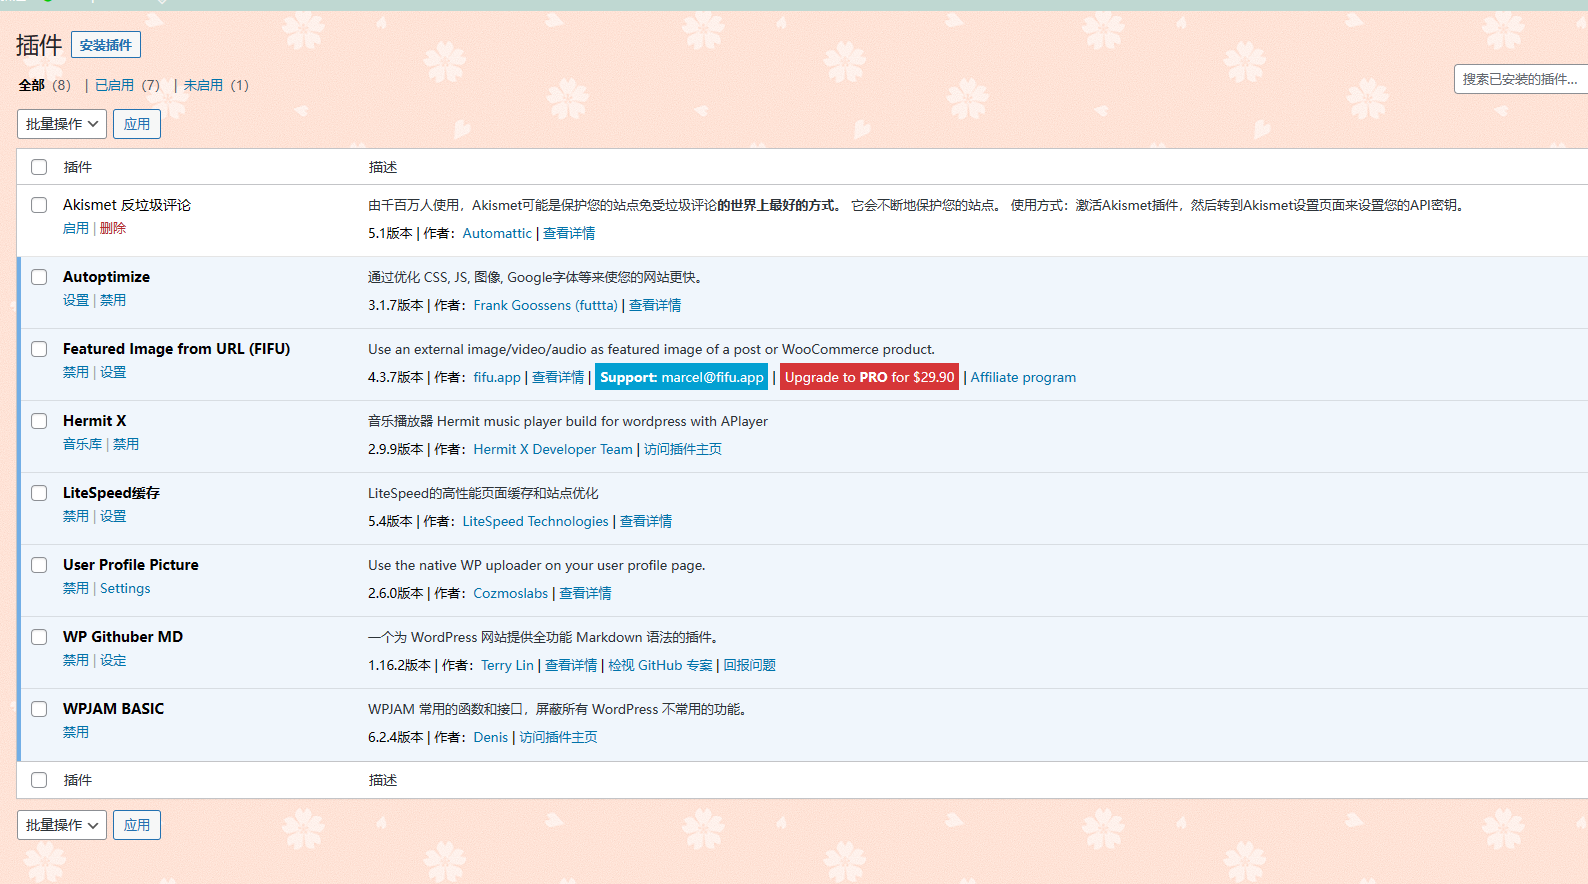 插件 安装插件
全部（8） | 已启用（7） | 未启用（1）
搜索已安装的插件...
批量操作 应用
插件 描述
Akismet 反垃圾评论 由千百万人使用，Akismet可能是保护您的站点免受垃圾评论的世界上最好的方式。 它会不断地保护您的站点。 使用方式：激活Akismet插件，然后转到Akismet设置页面来设置您的API密钥。
启用 | 删除 5.1版本 | 作者：Automattic | 查看详情
Autoptimize 通过优化 CSS, JS, 图像, Google字体等来使您的网站更快。
设置 | 禁用 3.1.7版本 | 作者：Frank Goossens (futtta) | 查看详情
Featured Image from URL (FIFU) Use an external image/video/audio as featured image of a post or WooCommerce product.
禁用 | 设置 4.3.7版本 | 作者：fifu.app | 查看详情 | Support: marcel@fifu.app | Upgrade to PRO for $29.90 | Affiliate program
Hermit X 音乐播放器 Hermit music player build for wordpress with APlayer
音乐库 | 禁用 2.9.9版本 | 作者：Hermit X Developer Team | 访问插件主页
LiteSpeed缓存 LiteSpeed的高性能页面缓存和站点优化
禁用 | 设置 5.4版本 | 作者：LiteSpeed Technologies | 查看详情
User Profile Picture Use the native WP uploader on your user profile page.
禁用 | Settings 2.6.0版本 | 作者：Cozmoslabs | 查看详情
WP Githuber MD 一个为 WordPress 网站提供全功能 Markdown 语法的插件。
禁用 | 设定 1.16.2版本 | 作者：Terry Lin | 查看详情 | 检视 GitHub 专案 | 回报问题
WPJAM BASIC WPJAM 常用的函数和接口，屏蔽所有 WordPress 不常用的功能。
禁用 6.2.4版本 | 作者：Denis | 访问插件主页
插件 描述
批量操作 应用